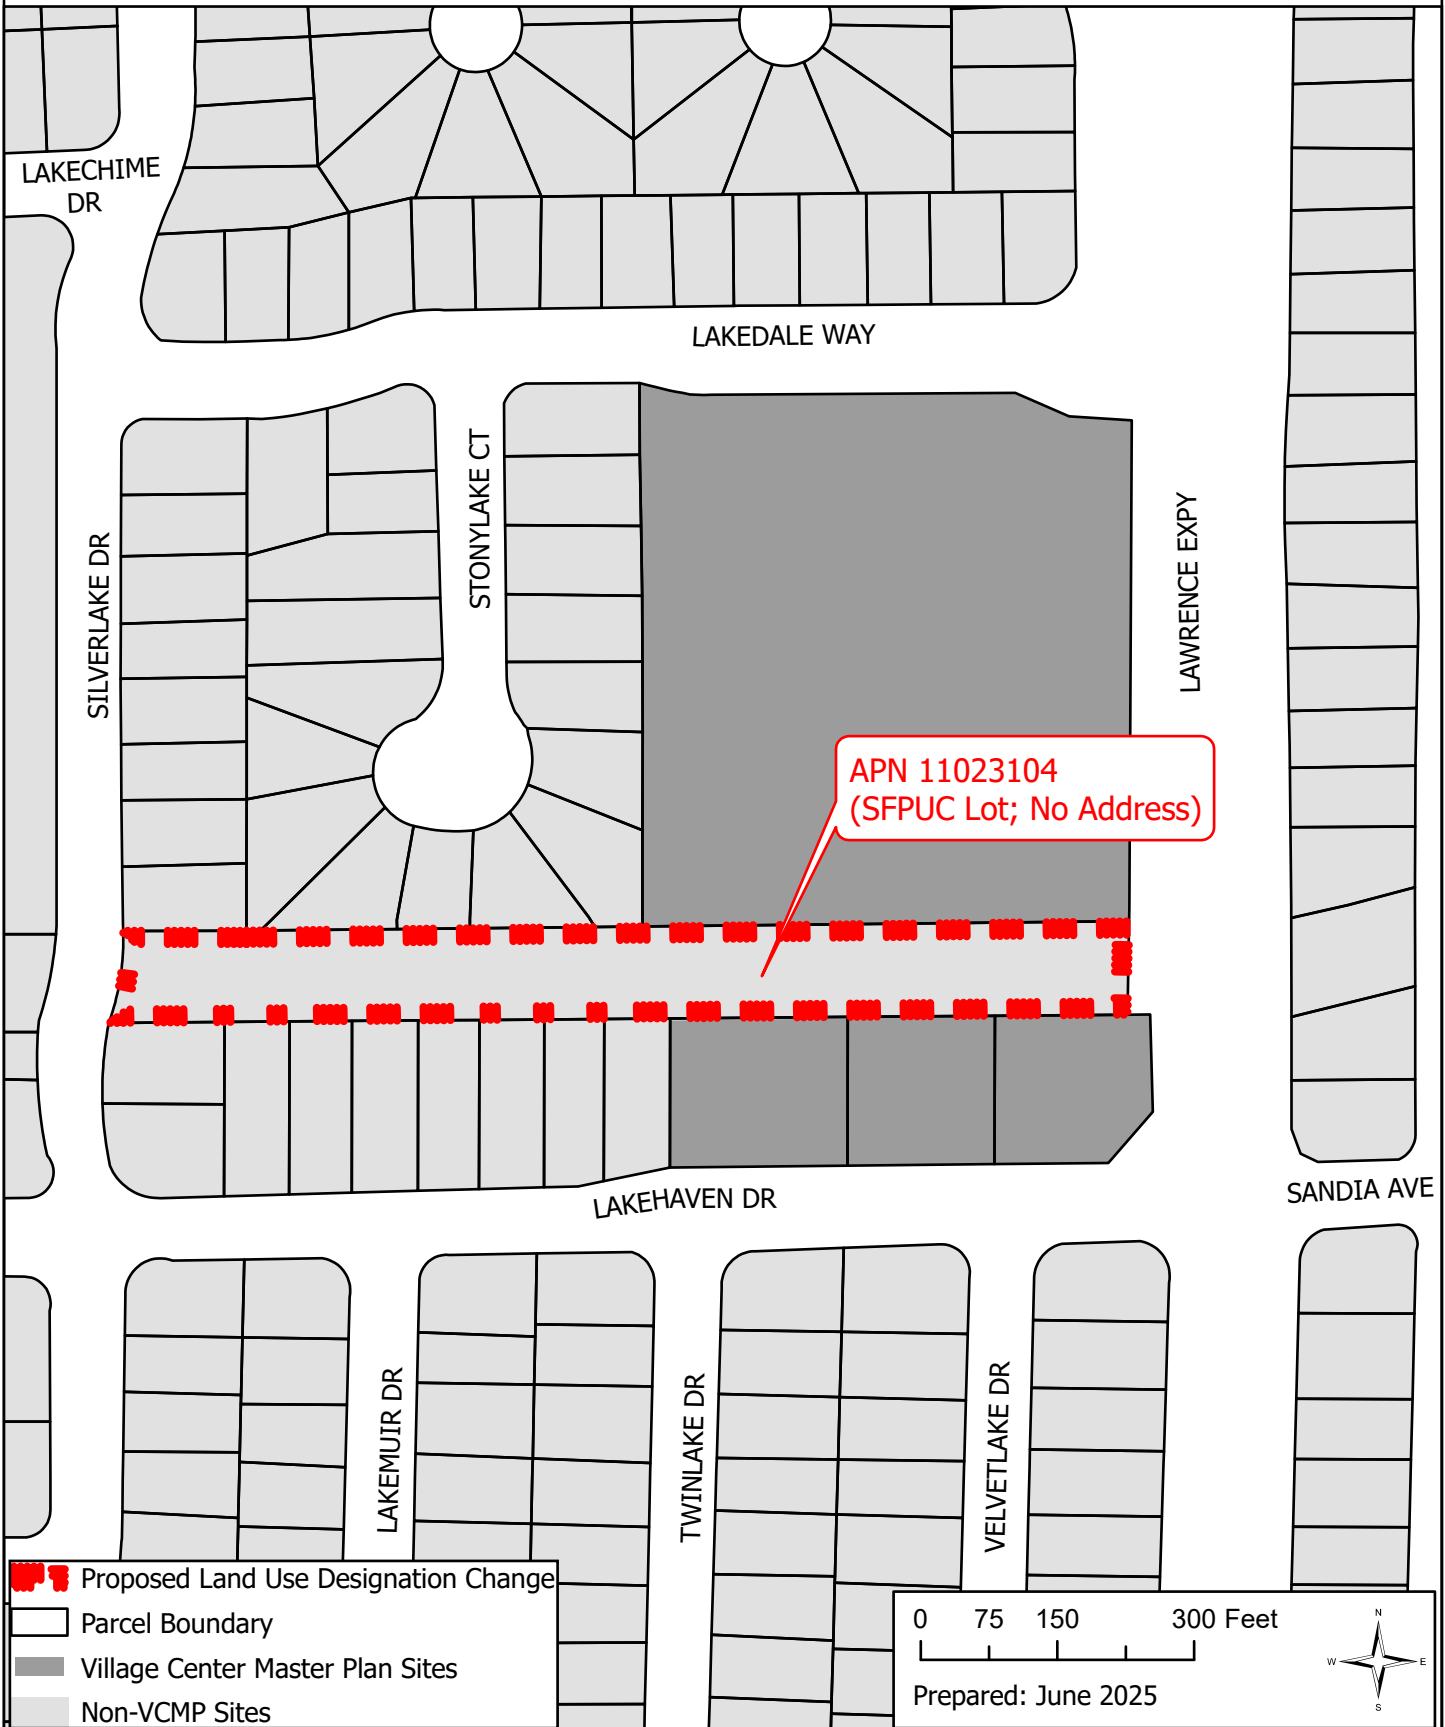 LAKECHIME
DR
LAKEDALE WAY
STONYLAKE CT
SILVERLAKE DR
LAWRENCE EXPY
APN 11023104
(SFPUC Lot; No Address)
LAKEHAVEN DR
SANDIA AVE
LAKEMUIR DR
TWINLAKE DR
VELVETLAKE DR
Proposed Land Use Designation Change
Parcel Boundary
Village Center Master Plan Sites
Non-VCMP Sites
0 75 150 300 Feet
Prepared: June 2025
N
W E
S